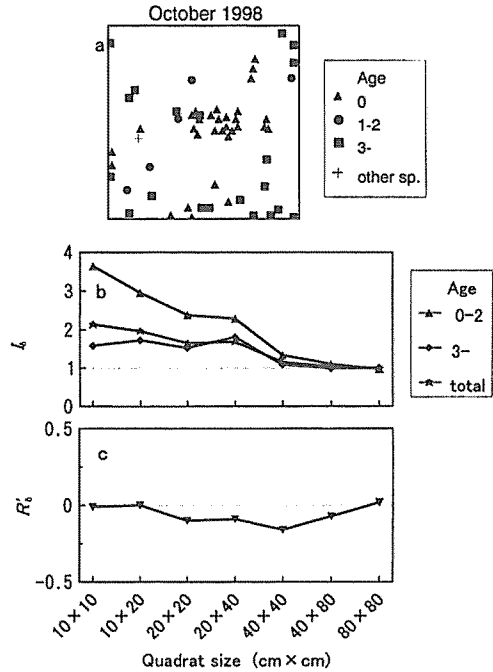 October 1998
a
Age
0
1-2
3-
other sp.
4
3
2
1
0
b
Iδ
Age
0-2
3-
total
0.5
0
-0.5
c
R'δ
10×10
10×20
20×20
20×40
40×40
40×80
80×80
Quadrat size (cm×cm)